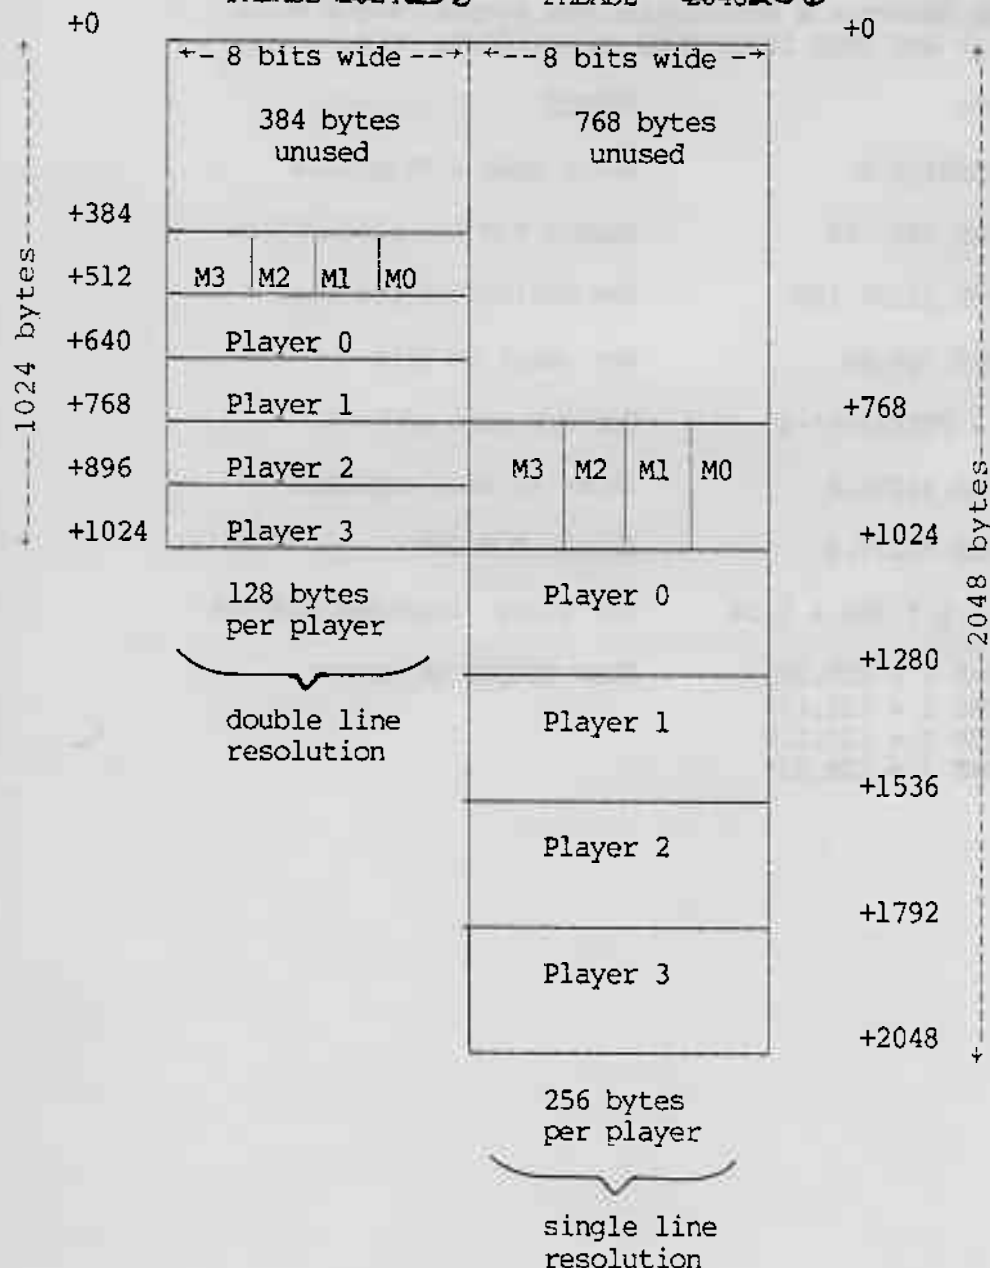 +0
+0
←- 8 bits wide --→ ←-- 8 bits wide -→
384 bytes
unused
768 bytes
unused
+384
+512
M3 M2 M1 M0
+640
Player 0
+768
Player 1
+768
+896
Player 2
M3 M2 M1 M0
+1024
Player 3
+1024
1024 bytes
128 bytes
per player
Player 0
+1280
double line
resolution
Player 1
+1536
Player 2
+1792
Player 3
+2048
2048 bytes
256 bytes
per player
single line
resolution